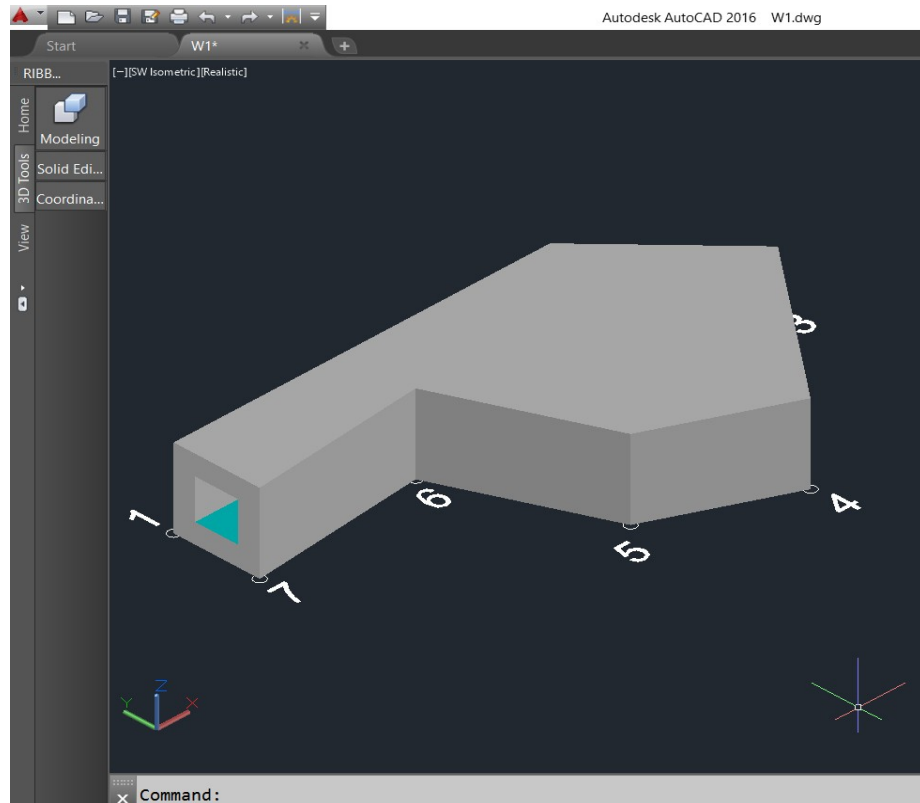 Autodesk AutoCAD 2016 W1.dwg
Start W1*
RIBB...
[−][SW Isometric][Realistic]
Home
Modeling
3D Tools
Solid Edi...
Coordina...
View
3
1
6
4
5
7
Z
Y X
Command: